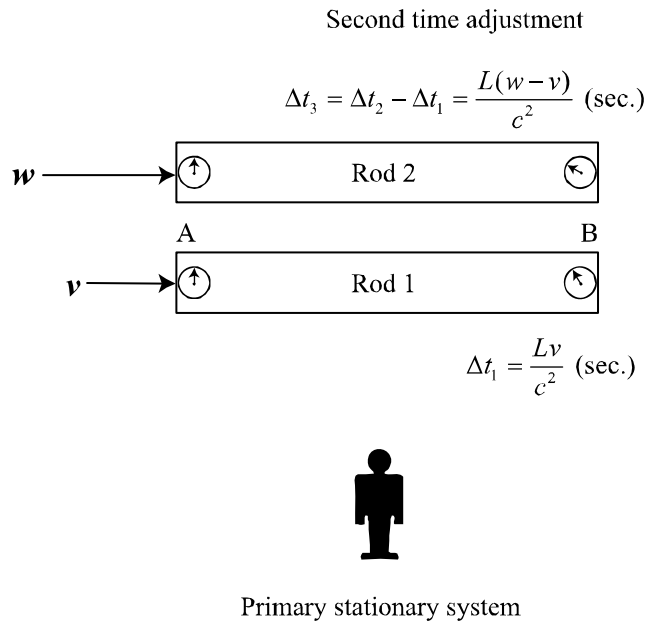 Second time adjustment
Δt₃ = Δt₂ − Δt₁ = L(w − v)/c² (sec.)
w
Rod 2
A B
v
Rod 1
Δt₁ = Lv/c² (sec.)
Primary stationary system